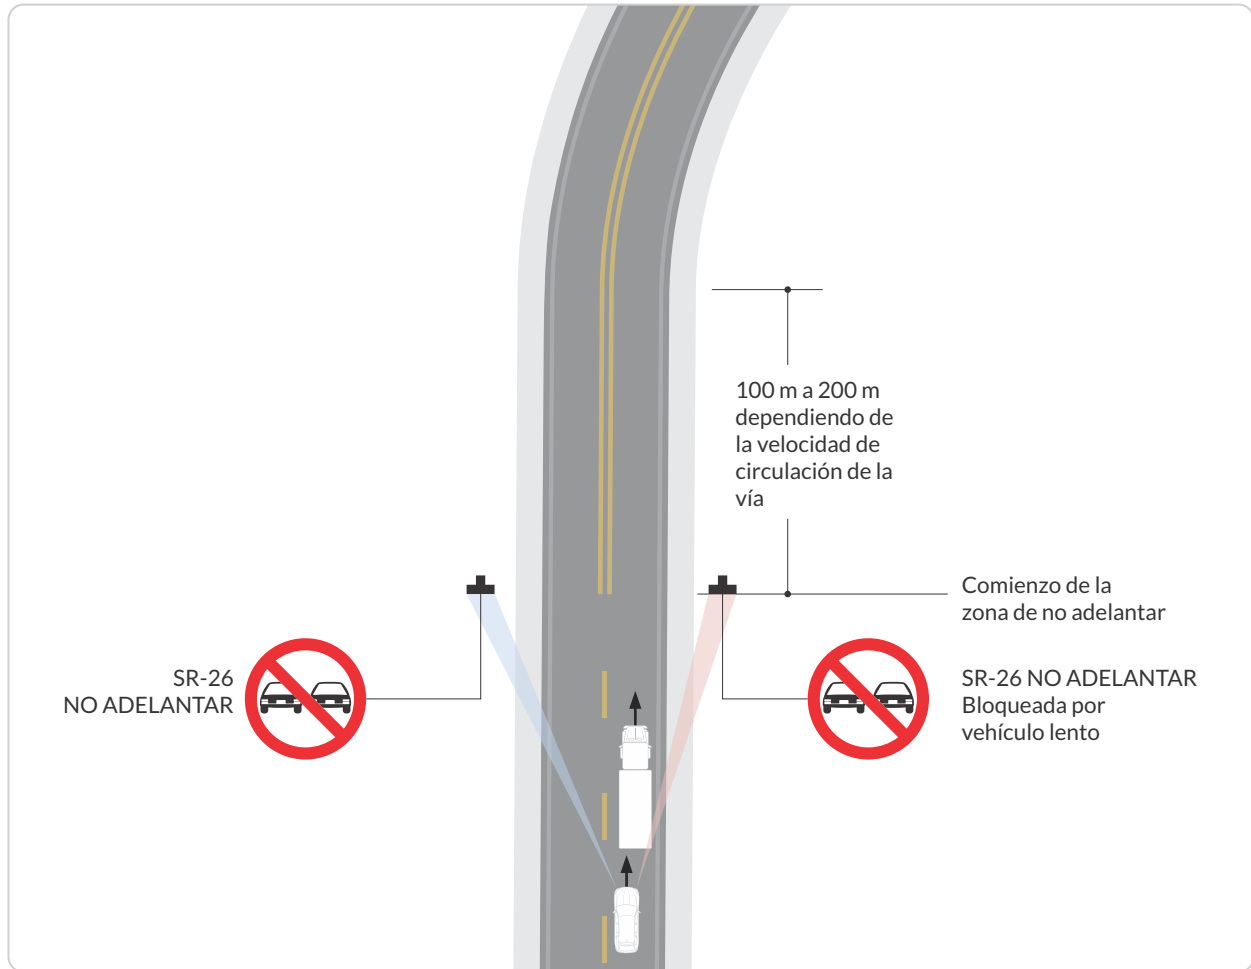 100 m a 200 m
dependiendo de
la velocidad de
circulación de la
vía
Comienzo de la
zona de no adelantar
SR-26
NO ADELANTAR
SR-26 NO ADELANTAR
Bloqueada por
vehículo lento